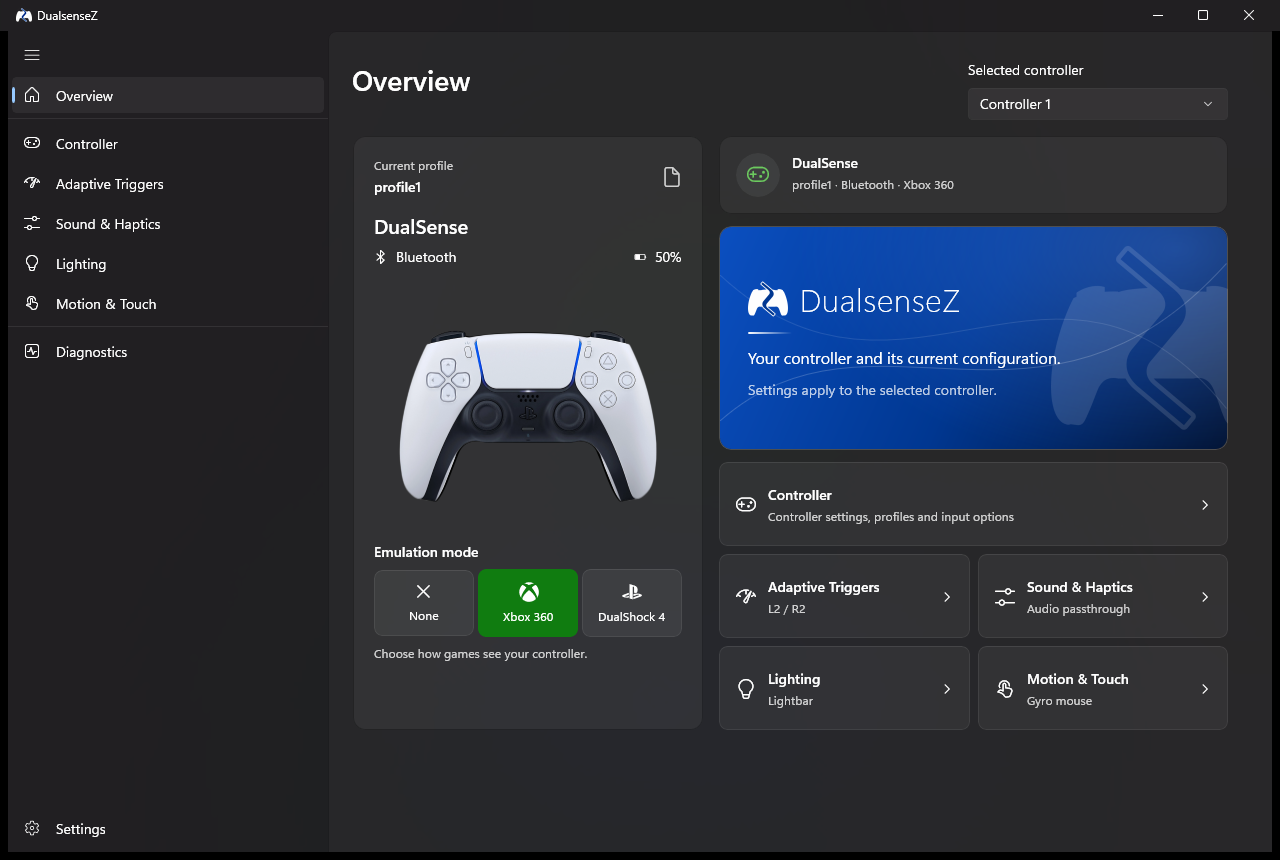 DualsenseZ
Overview
Controller
Adaptive Triggers
Sound & Haptics
Lighting
Motion & Touch
Diagnostics
Settings
Overview
Selected controller
Controller 1
Current profile
profile1
DualSense
Bluetooth
50%
Emulation mode
None
Xbox 360
DualShock 4
Choose how games see your controller.
DualSense
profile1 · Bluetooth · Xbox 360
DualsenseZ
Your controller and its current configuration.
Settings apply to the selected controller.
Controller
Controller settings, profiles and input options
Adaptive Triggers
L2 / R2
Sound & Haptics
Audio passthrough
Lighting
Lightbar
Motion & Touch
Gyro mouse